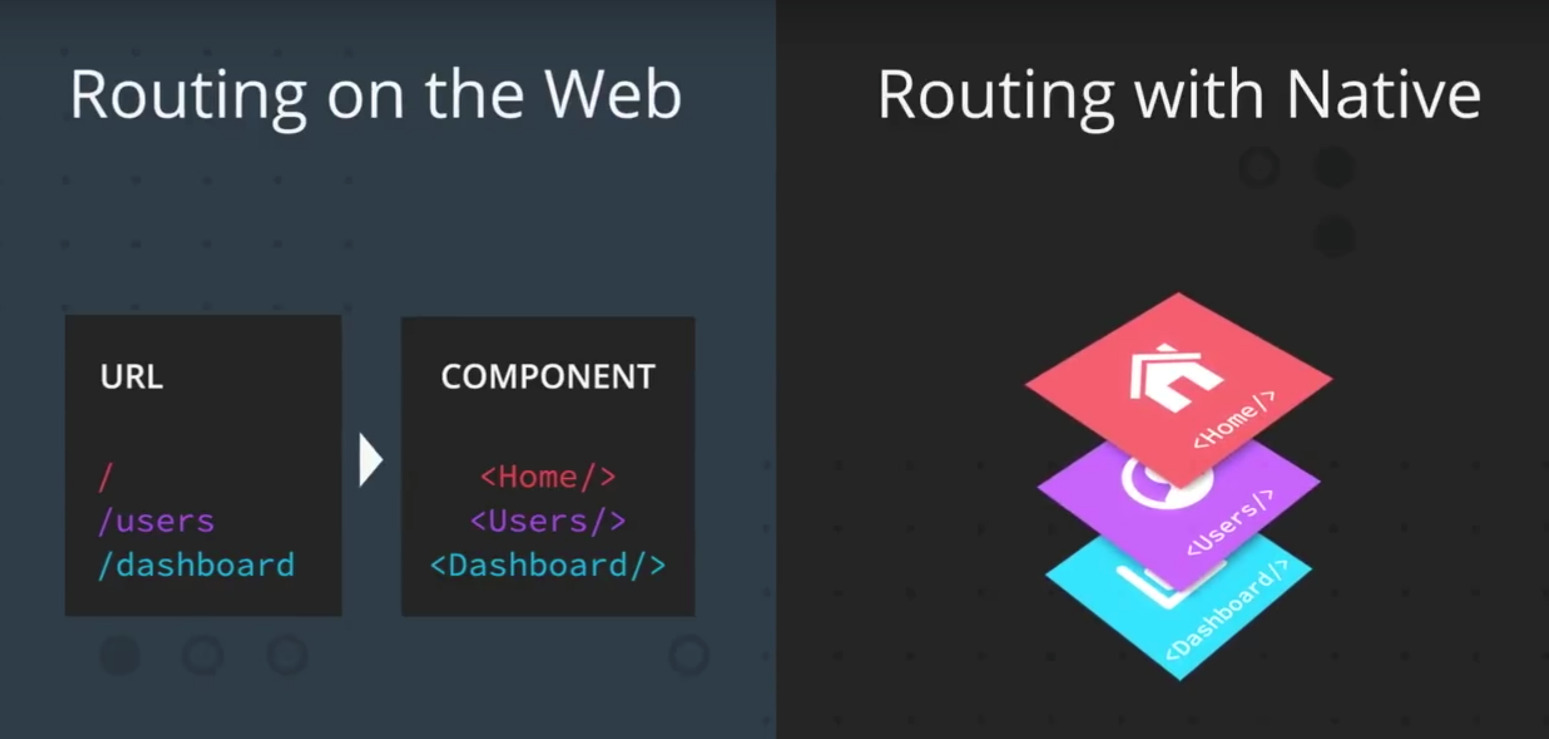 Routing on the Web
URL
/
/users
/dashboard
COMPONENT
<Home/>
<Users/>
<Dashboard/>
Routing with Native
<Home/>
<Users/>
<Dashboard/>